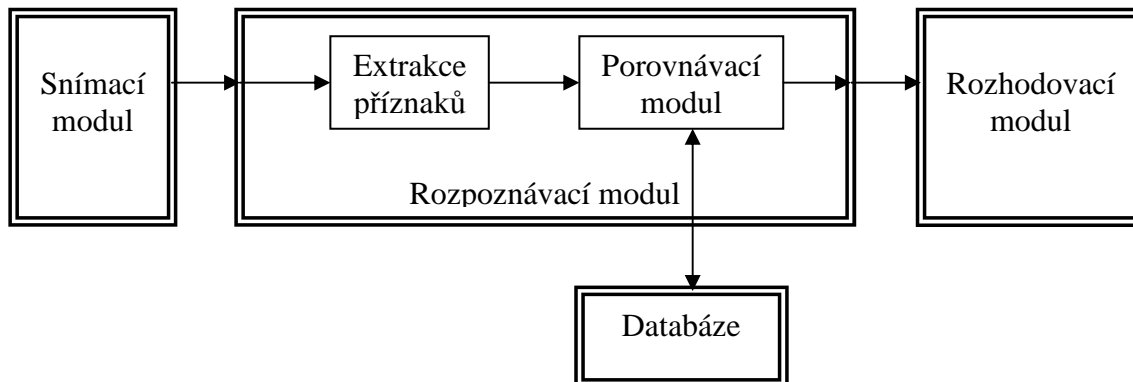 Snímací
modul
Extrakce
příznaků
Porovnávací
modul
Rozhodovací
modul
Rozpoznávací modul
Databáze